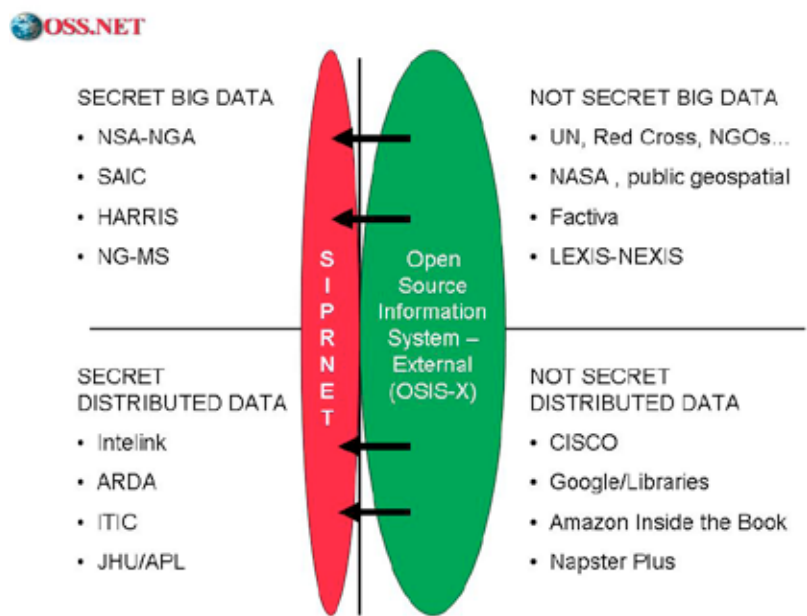 OSS.NET
SECRET BIG DATA
• NSA-NGA
• SAIC
• HARRIS
• NG-MS
SIPRNET
Open
Source
Information
System –
External
(OSIS-X)
NOT SECRET BIG DATA
• UN, Red Cross, NGOs...
• NASA , public geospatial
• Factiva
• LEXIS-NEXIS
SECRET
DISTRIBUTED DATA
• Intelink
• ARDA
• ITIC
• JHU/APL
NOT SECRET
DISTRIBUTED DATA
• CISCO
• Google/Libraries
• Amazon Inside the Book
• Napster Plus